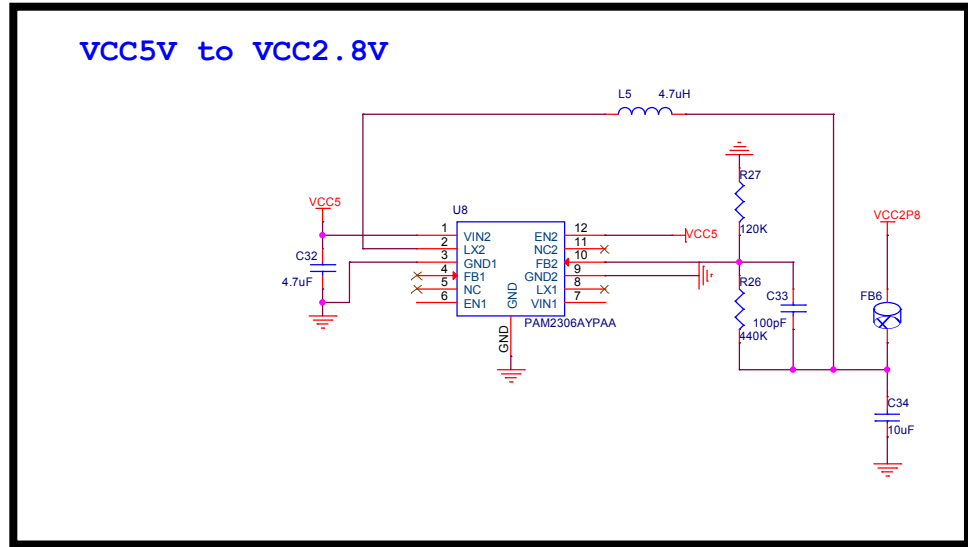 VCC5V to VCC2.8V
L5 4.7uH
R27
120K
VCC5
U8
VCC2P8
1 VIN2 EN2 12 VCC5
2 LX2 NC2 11
3 GND1 FB2 10
4 FB1 GND2 9
5 NC LX1 8
6 EN1 VIN1 7
GND
GND
PAM2306AYPAA
C32
4.7uF
R26
440K
C33
100pF
FB6
C34
10uF